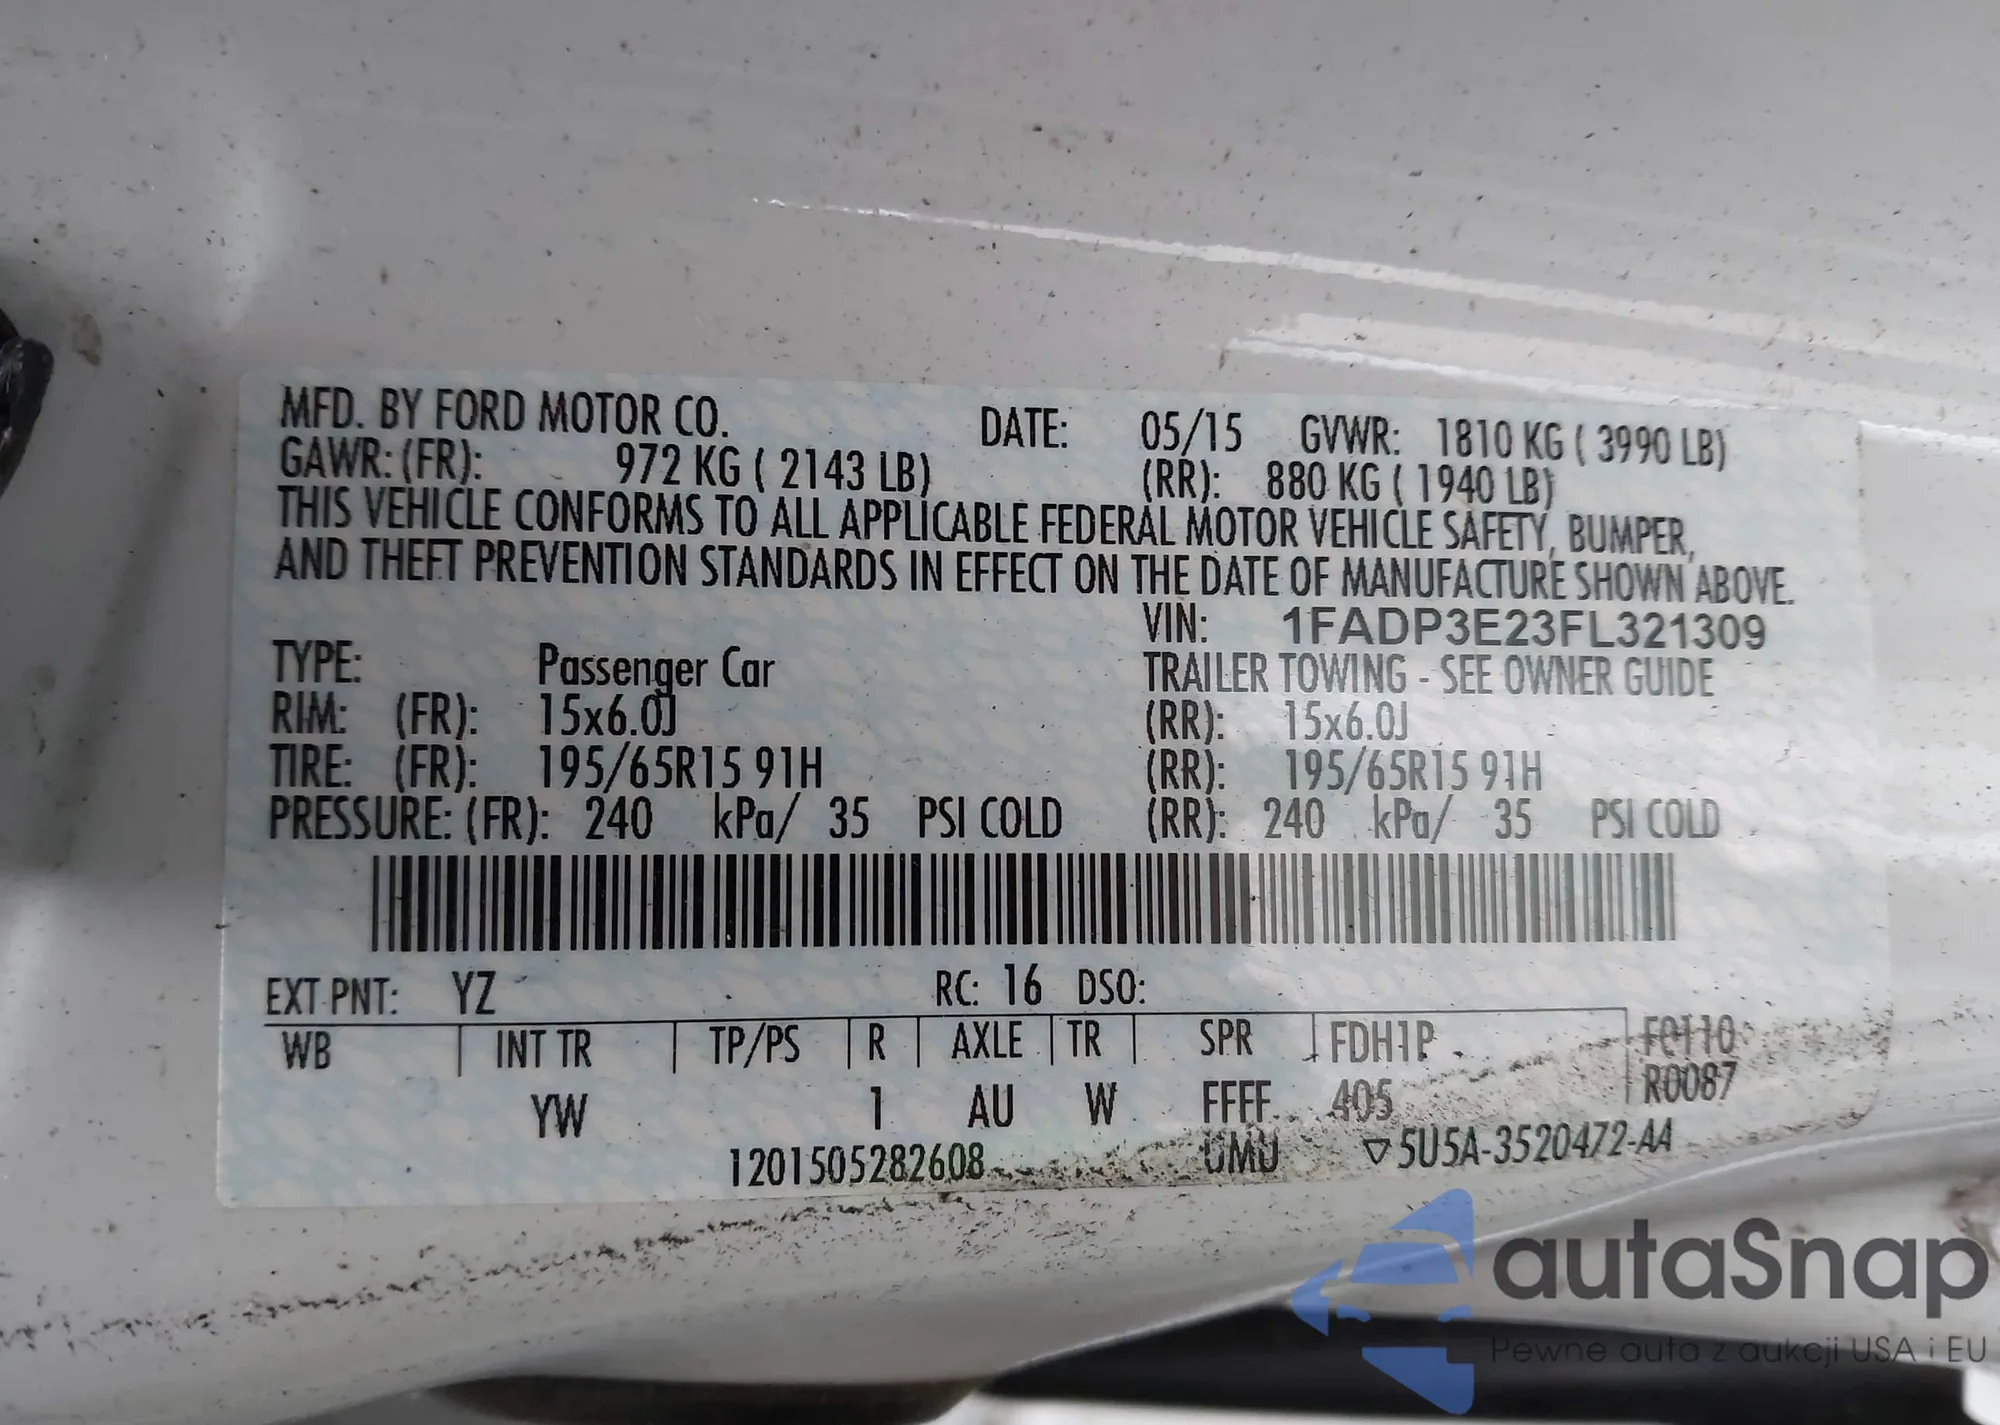 MFD. BY FORD MOTOR CO. DATE: 05/15 GVWR: 1810 KG ( 3990 LB)
GAWR: (FR): 972 KG ( 2143 LB) (RR): 880 KG ( 1940 LB)
THIS VEHICLE CONFORMS TO ALL APPLICABLE FEDERAL MOTOR VEHICLE SAFETY, BUMPER,
AND THEFT PREVENTION STANDARDS IN EFFECT ON THE DATE OF MANUFACTURE SHOWN ABOVE.
VIN: 1FADP3E23FL321309
TYPE: Passenger Car TRAILER TOWING - SEE OWNER GUIDE
RIM: (FR): 15x6.0J (RR): 15x6.0J
TIRE: (FR): 195/65R15 91H (RR): 195/65R15 91H
PRESSURE: (FR): 240 kPa/ 35 PSI COLD (RR): 240 kPa/ 35 PSI COLD
EXT PNT: YZ RC: 16 DSO:
WB INT TR TP/PS R AXLE TR SPR FDH1P F0110
YW 1 AU W FFFF 405 R0087
1201505282608 UMU ▽5U5A-3520472-AA
autaSnap
Pewne auta z aukcji USA i EU